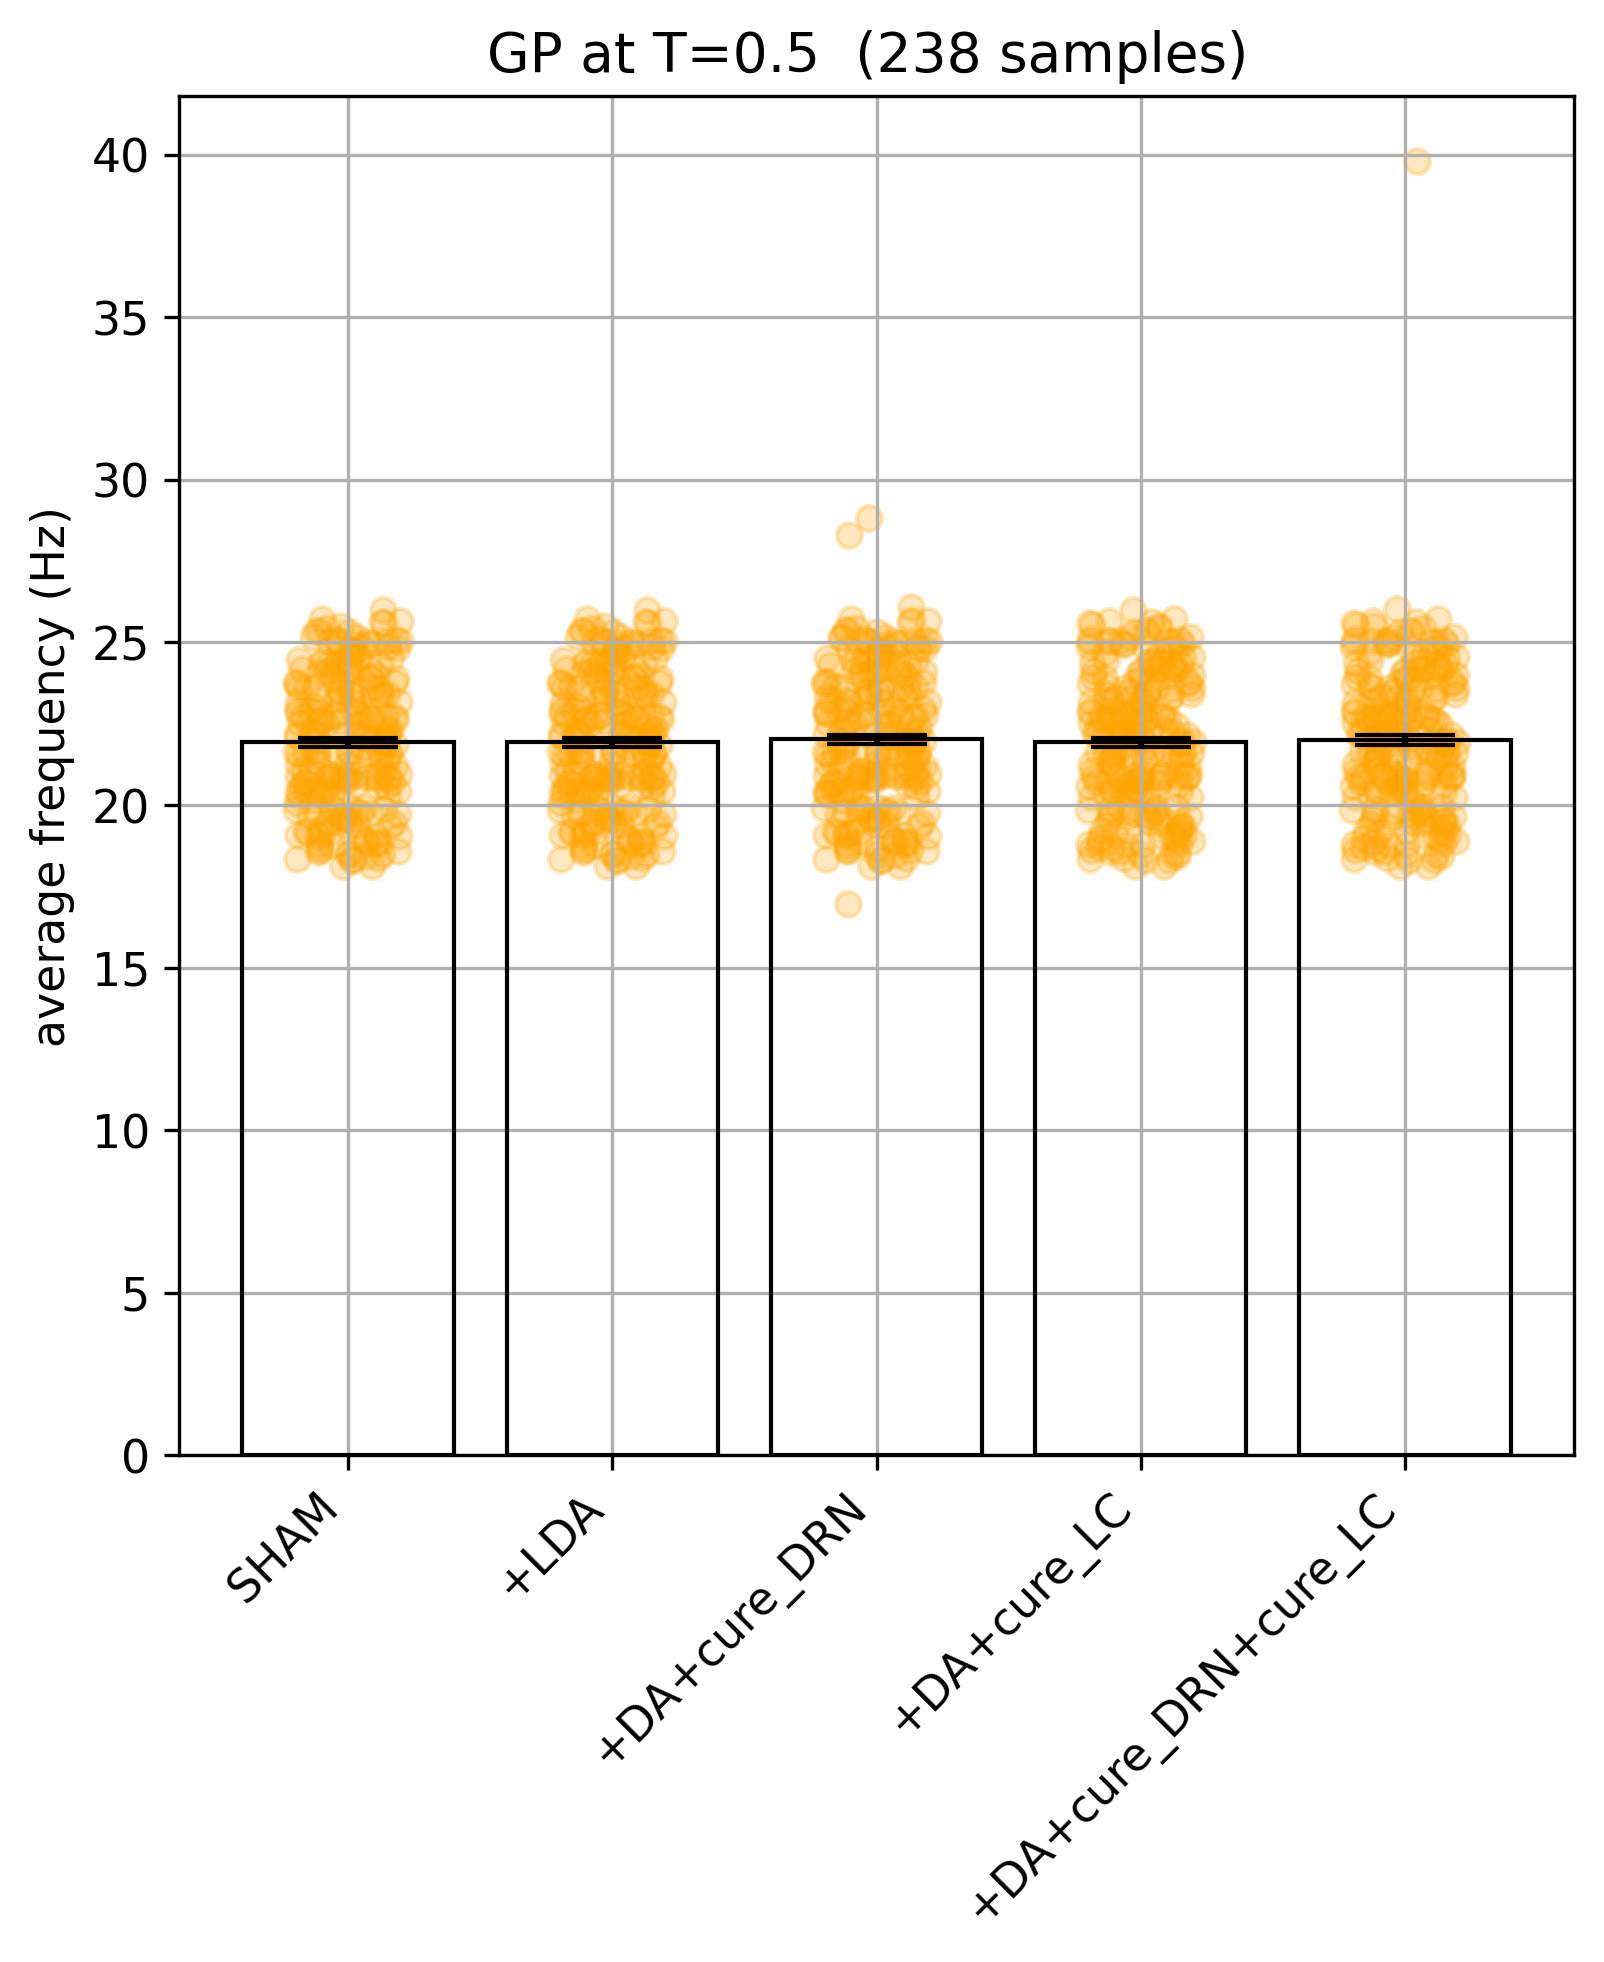 GP at T=0.5  (238 samples)
average frequency (Hz)
40
35
30
25
20
15
10
5
0
SHAM
+LDA
+DA+cure_DRN
+DA+cure_LC
+DA+cure_DRN+cure_LC